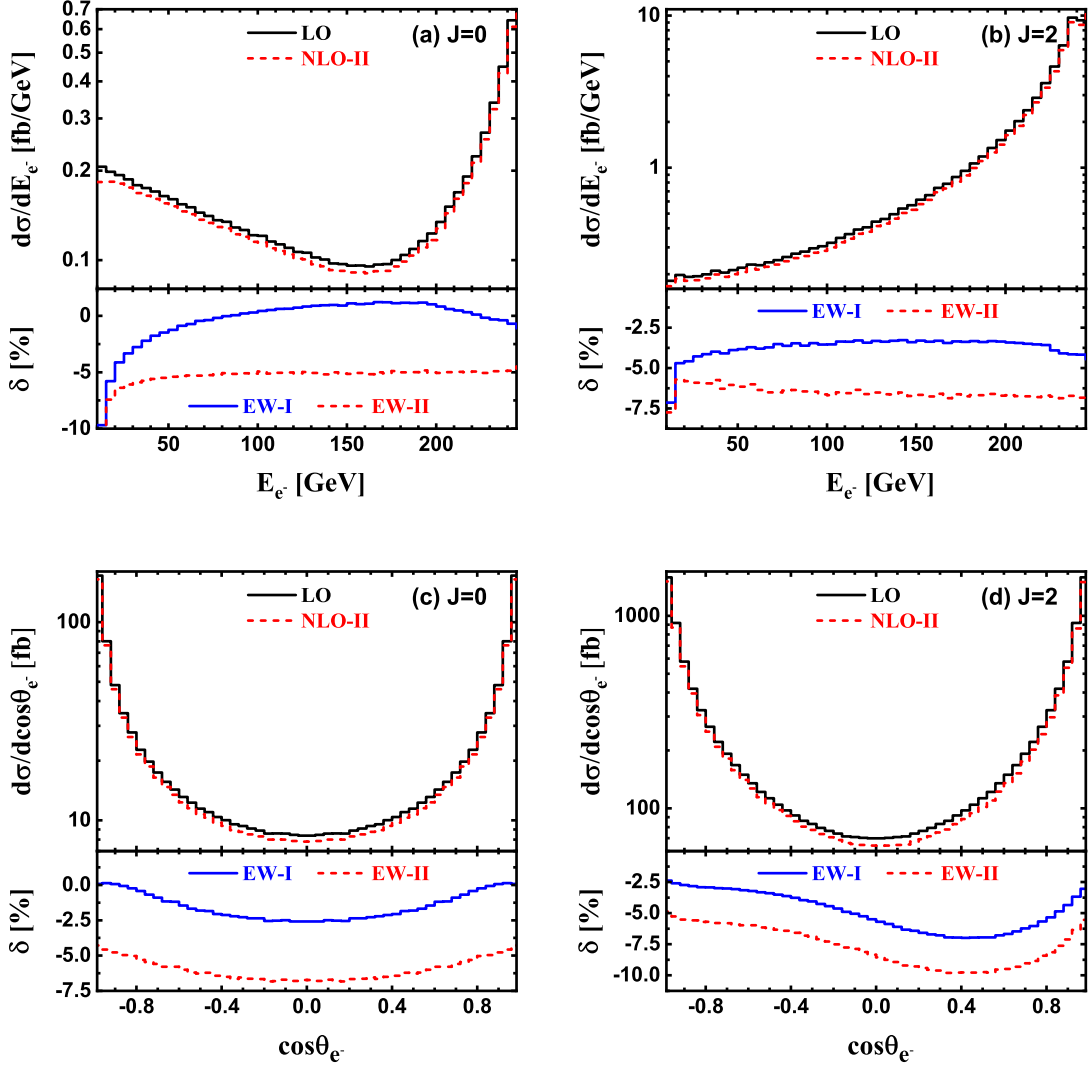 LO
NLO-II
(a) J=0
dσ/dE_e- [fb/GeV]
0.7
0.6
0.5
0.4
0.3
0.2
0.1
EW-I
EW-II
δ [%]
0
-5
-10
50
100
150
200
E_e- [GeV]
LO
NLO-II
(b) J=2
dσ/dE_e- [fb/GeV]
10
1
EW-I
EW-II
δ [%]
-2.5
-5.0
-7.5
50
100
150
200
E_e- [GeV]
LO
NLO-II
(c) J=0
dσ/dcosθ_e- [fb]
100
10
EW-I
EW-II
δ [%]
0.0
-2.5
-5.0
-7.5
-0.8
-0.4
0.0
0.4
0.8
cosθ_e-
LO
NLO-II
(d) J=2
dσ/dcosθ_e- [fb]
1000
100
EW-I
EW-II
δ [%]
-2.5
-5.0
-7.5
-10.0
-0.8
-0.4
0.0
0.4
0.8
cosθ_e-